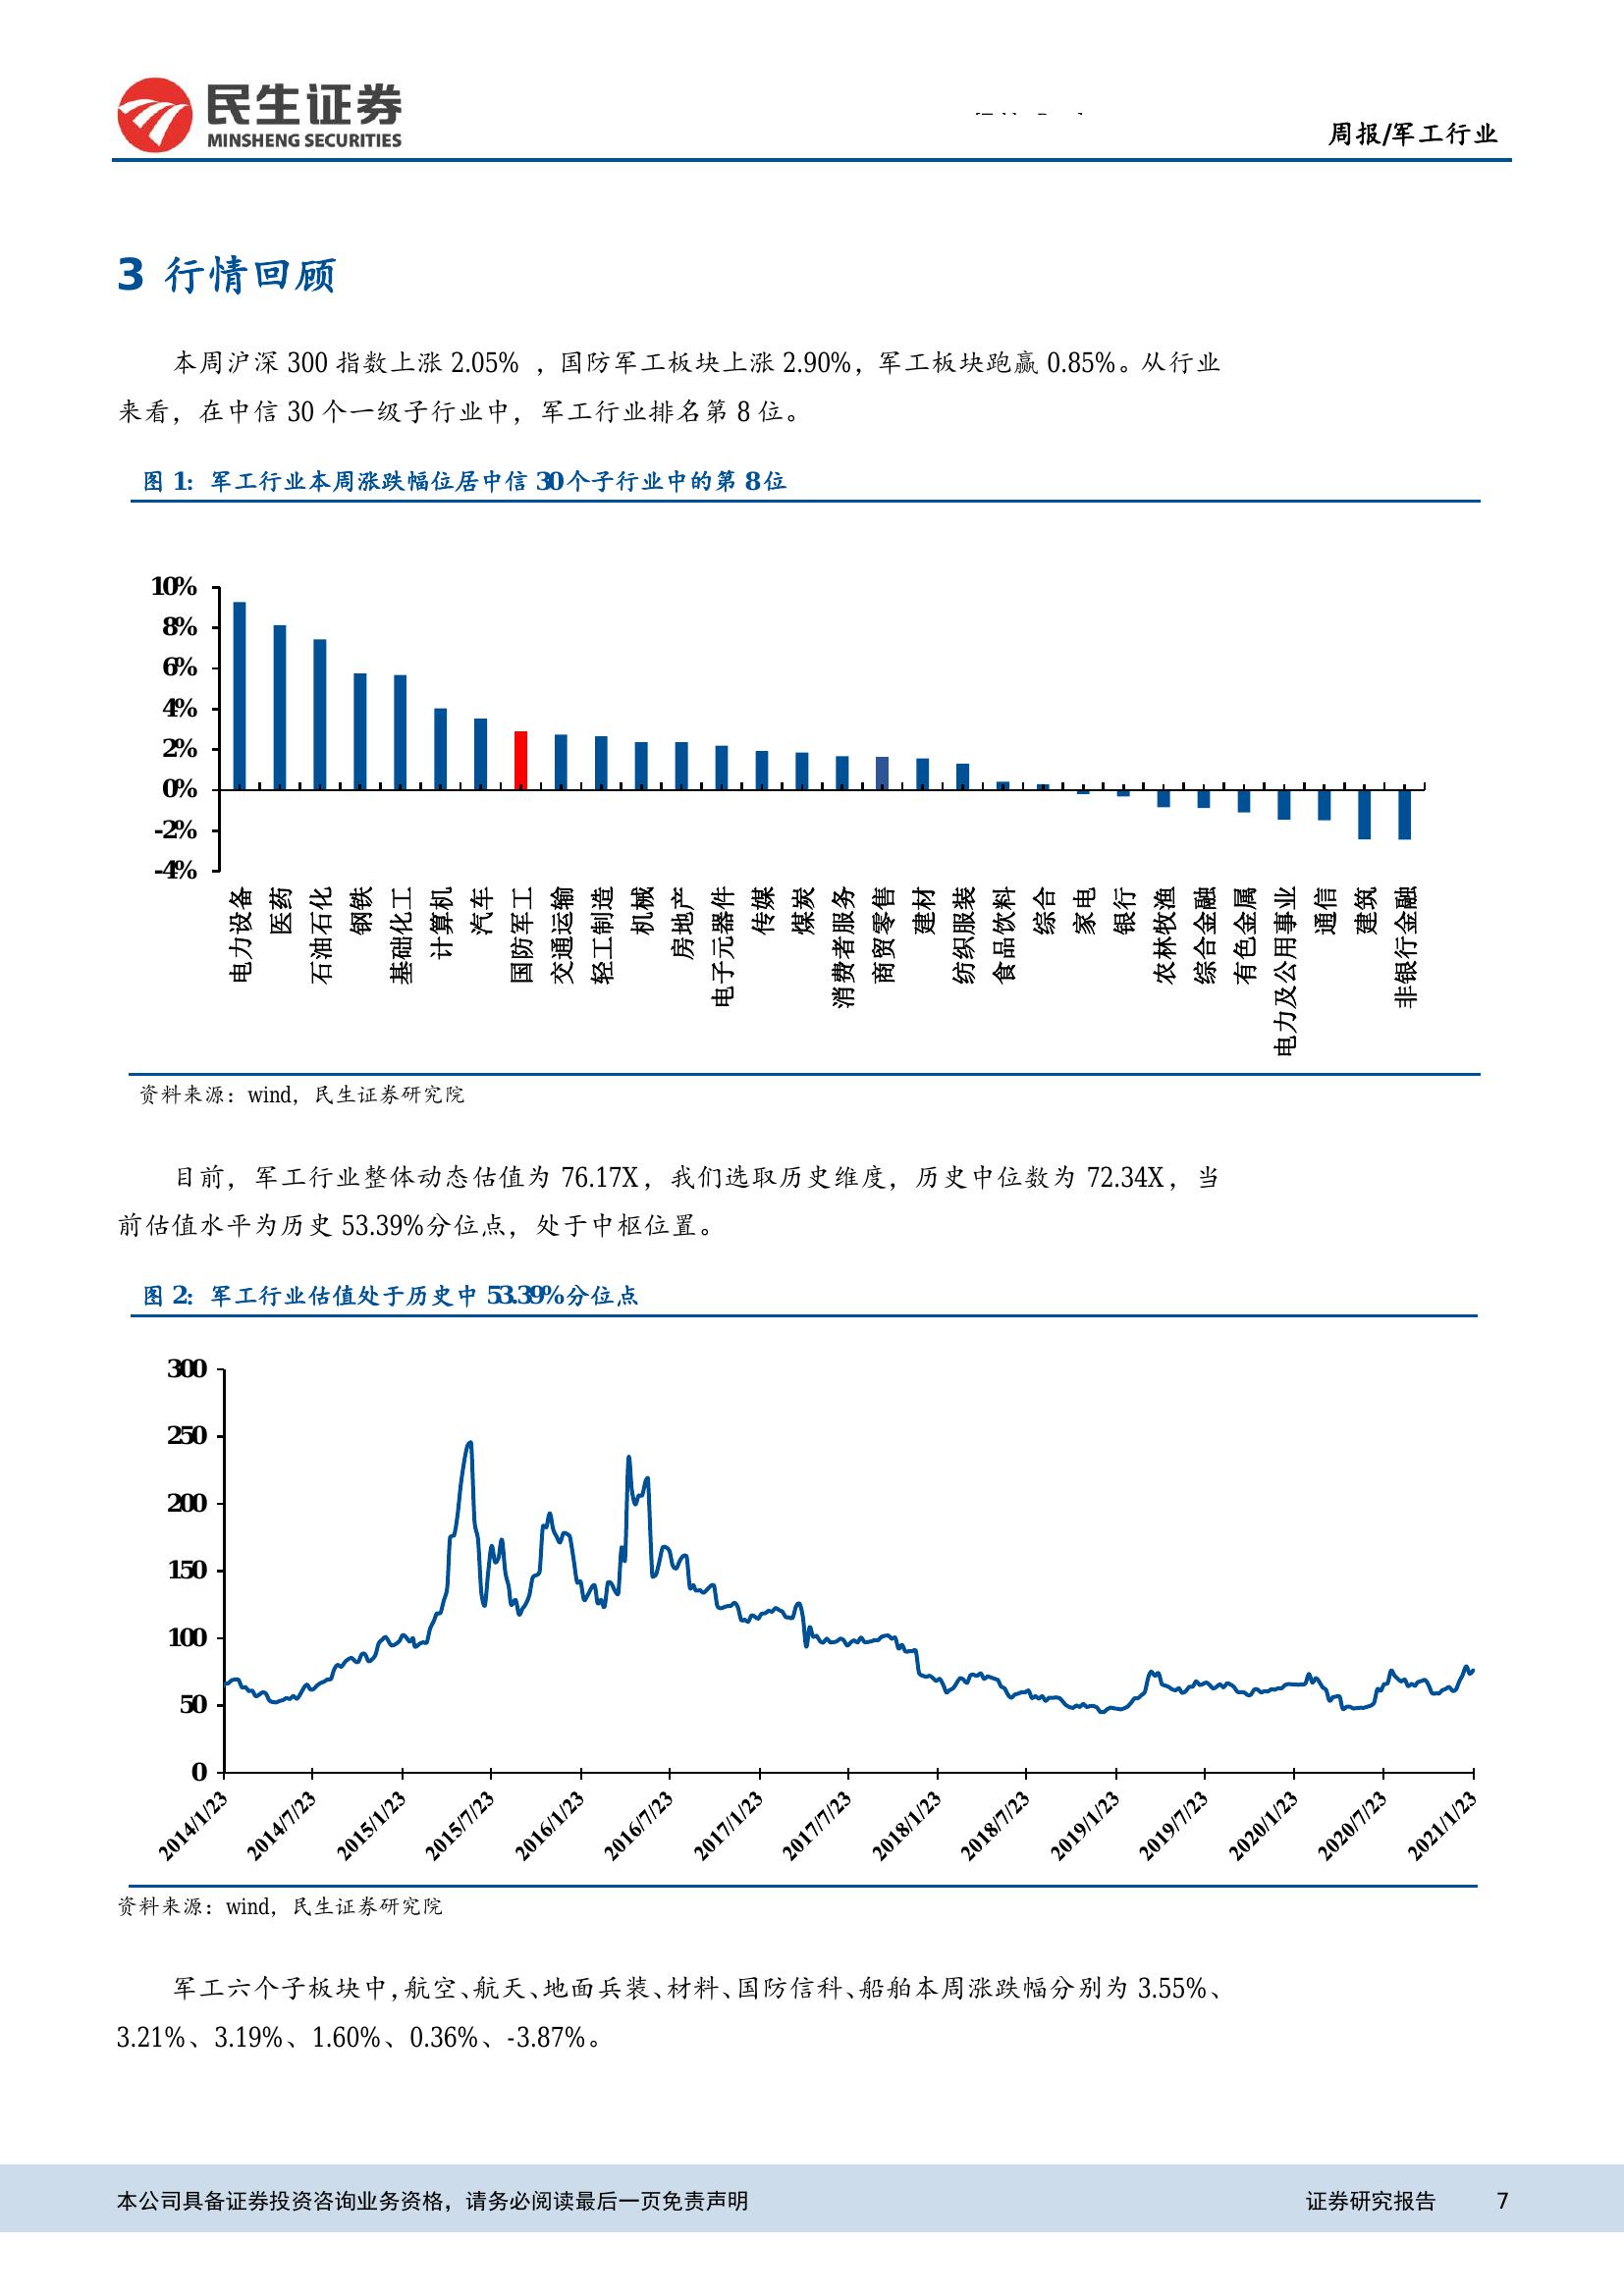 民生证券
MINSHENG SECURITIES
周报/军工行业
3 行情回顾
本周沪深 300 指数上涨 2.05% ，国防军工板块上涨 2.90%，军工板块跑赢 0.85%。从行业
来看，在中信 30 个一级子行业中，军工行业排名第 8 位。
图 1：军工行业本周涨跌幅位居中信 30 个子行业中的第 8 位
10%
8%
6%
4%
2%
0%
-2%
-4%
电力设备
医药
石油石化
钢铁
基础化工
计算机
汽车
国防军工
交通运输
轻工制造
机械
房地产
电子元器件
传媒
煤炭
消费者服务
商贸零售
建材
纺织服装
食品饮料
综合
家电
银行
农林牧渔
综合金融
有色金属
电力及公用事业
通信
建筑
非银行金融
资料来源：wind，民生证券研究院
目前，军工行业整体动态估值为 76.17X，我们选取历史维度，历史中位数为 72.34X，当
前估值水平为历史 53.39%分位点，处于中枢位置。
图 2：军工行业估值处于历史中 53.39%分位点
300
250
200
150
100
50
0
2014/1/23
2014/7/23
2015/1/23
2015/7/23
2016/1/23
2016/7/23
2017/1/23
2017/7/23
2018/1/23
2018/7/23
2019/1/23
2019/7/23
2020/1/23
2020/7/23
2021/1/23
资料来源：wind，民生证券研究院
军工六个子板块中，航空、航天、地面兵装、材料、国防信科、船舶本周涨跌幅分别为 3.55%、
3.21%、3.19%、1.60%、0.36%、-3.87%。
本公司具备证券投资咨询业务资格，请务必阅读最后一页免责声明
证券研究报告 7